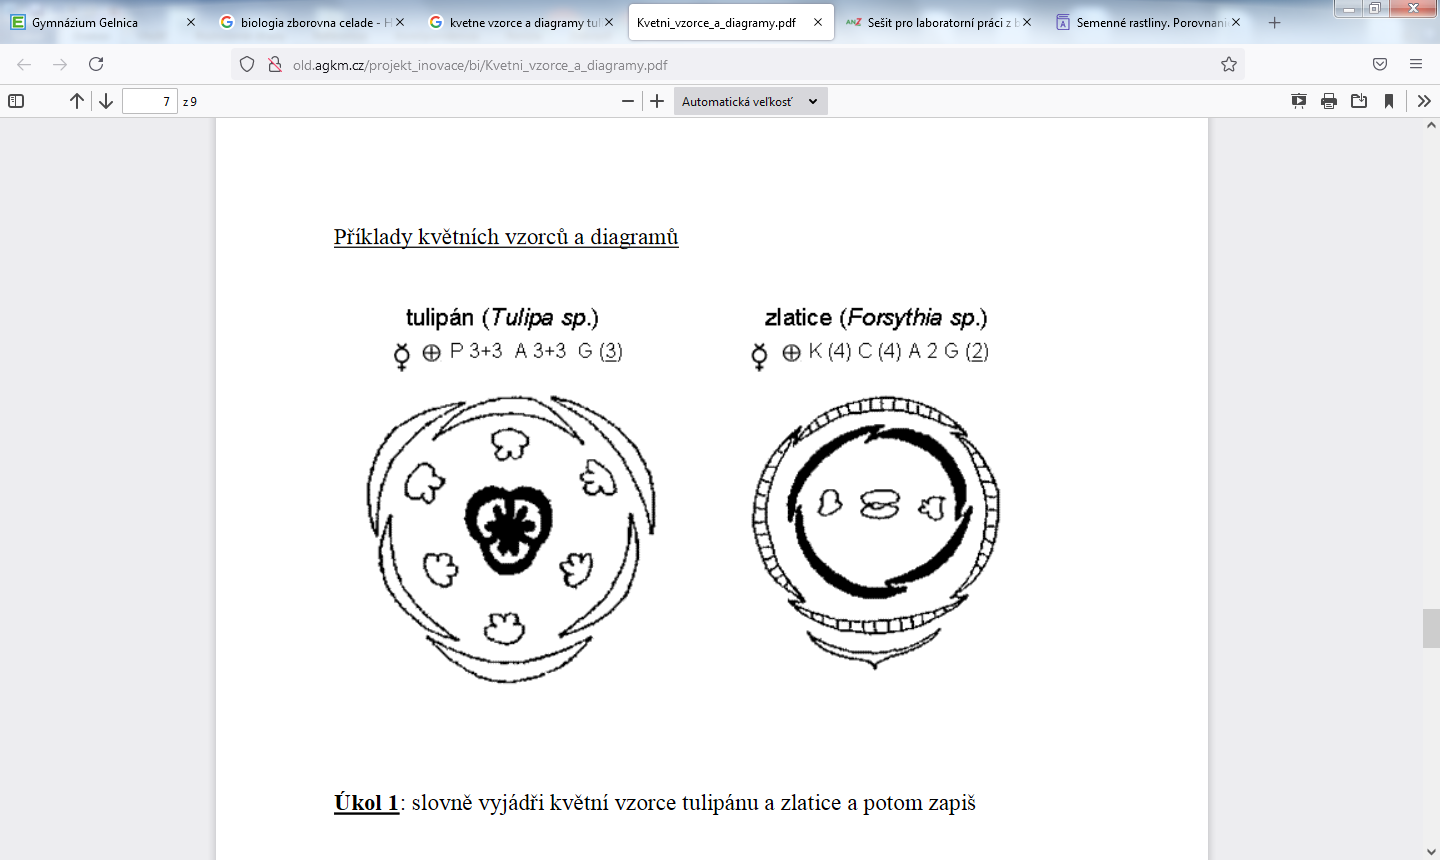 Gymnázium Gelnica
biologia zborovna celade - H
kvetne vzorce a diagramy tul
Kvetni_vzorce_a_diagramy.pdf
ANZ
Sešit pro laboratorní práci z b
A
Semenné rastliny. Porovnani
old.agkm.cz/projekt_inovace/bi/Kvetni_vzorce_a_diagramy.pdf
7 z 9
Automatická veľkosť
Příklady květních vzorců a diagramů
tulipán (Tulipa sp.)
☿ ⊕ P 3+3 A 3+3 G (3)
zlatice (Forsythia sp.)
☿ ⊕ K (4) C (4) A 2 G (2)
Úkol 1: slovně vyjádři květní vzorce tulipánu a zlatice a potom zapiš